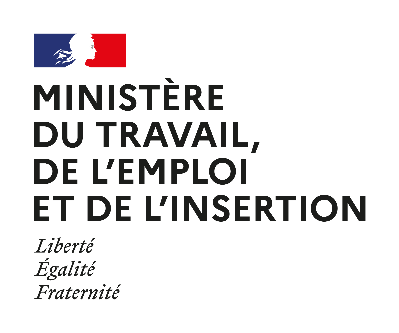 MINISTÈRE
DU TRAVAIL,
DE L'EMPLOI
ET DE L'INSERTION
Liberté
Égalité
Fraternité